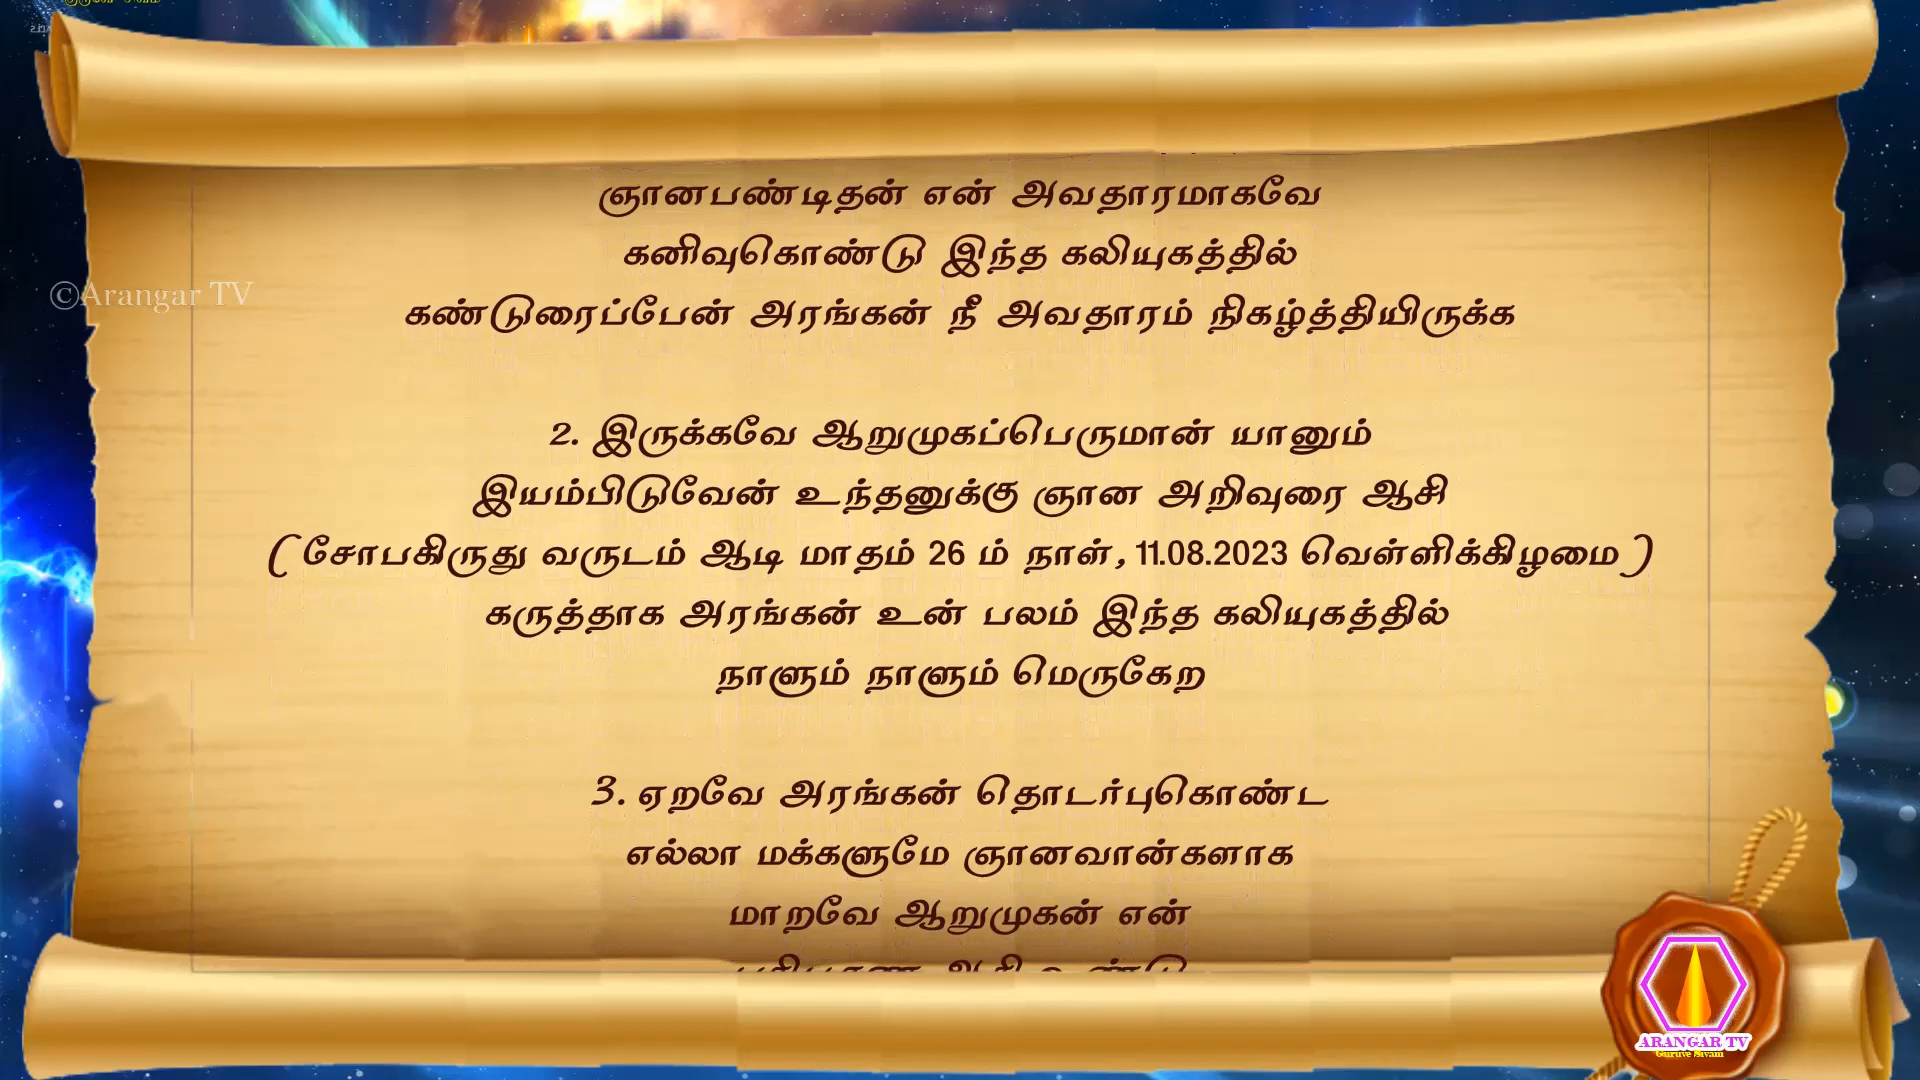 ©Arangar TV
ஞானபண்டிதன் என் அவதாரமாகவே
கனிவுகொண்டு இந்த கலியுகத்தில்
கண்டுரைப்பேன் அரங்கன் நீ அவதாரம் நிகழ்த்தியிருக்க
2. இருக்கவே ஆறுமுகப்பெருமான் யானும்
இயம்பிடுவேன் உந்தனுக்கு ஞான அறிவுரை ஆசி
(சோபகிருது வருடம் ஆடி மாதம் 26 ம் நாள், 11.08.2023 வெள்ளிக்கிழமை)
கருத்தாக அரங்கன் உன் பலம் இந்த கலியுகத்தில்
நாளும் நாளும் மெருகேற
3. ஏறவே அரங்கன் தொடர்புகொண்ட
எல்லா மக்களுமே ஞானவான்களாக
மாறவே ஆறுமுகன் என்
ARANGAR TV
Guruve Sivam